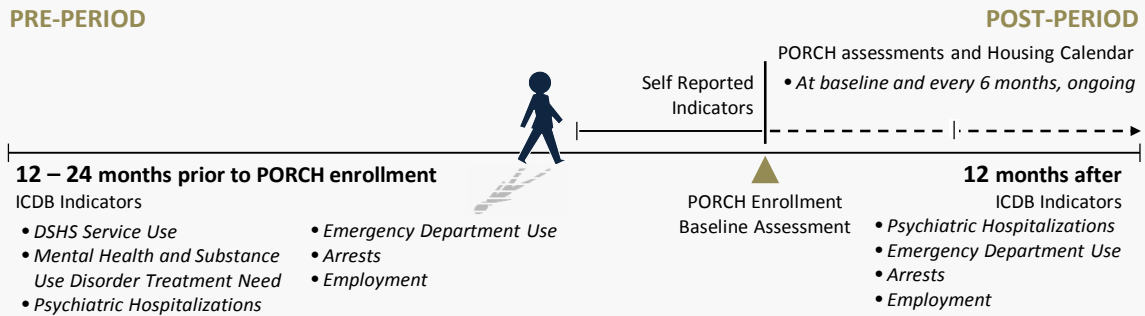 PRE-PERIOD
POST-PERIOD
PORCH assessments and Housing Calendar
• At baseline and every 6 months, ongoing
Self Reported
Indicators
12 – 24 months prior to PORCH enrollment
ICDB Indicators
• DSHS Service Use
• Mental Health and Substance
Use Disorder Treatment Need
• Psychiatric Hospitalizations
• Emergency Department Use
• Arrests
• Employment
PORCH Enrollment
Baseline Assessment
12 months after
ICDB Indicators
• Psychiatric Hospitalizations
• Emergency Department Use
• Arrests
• Employment